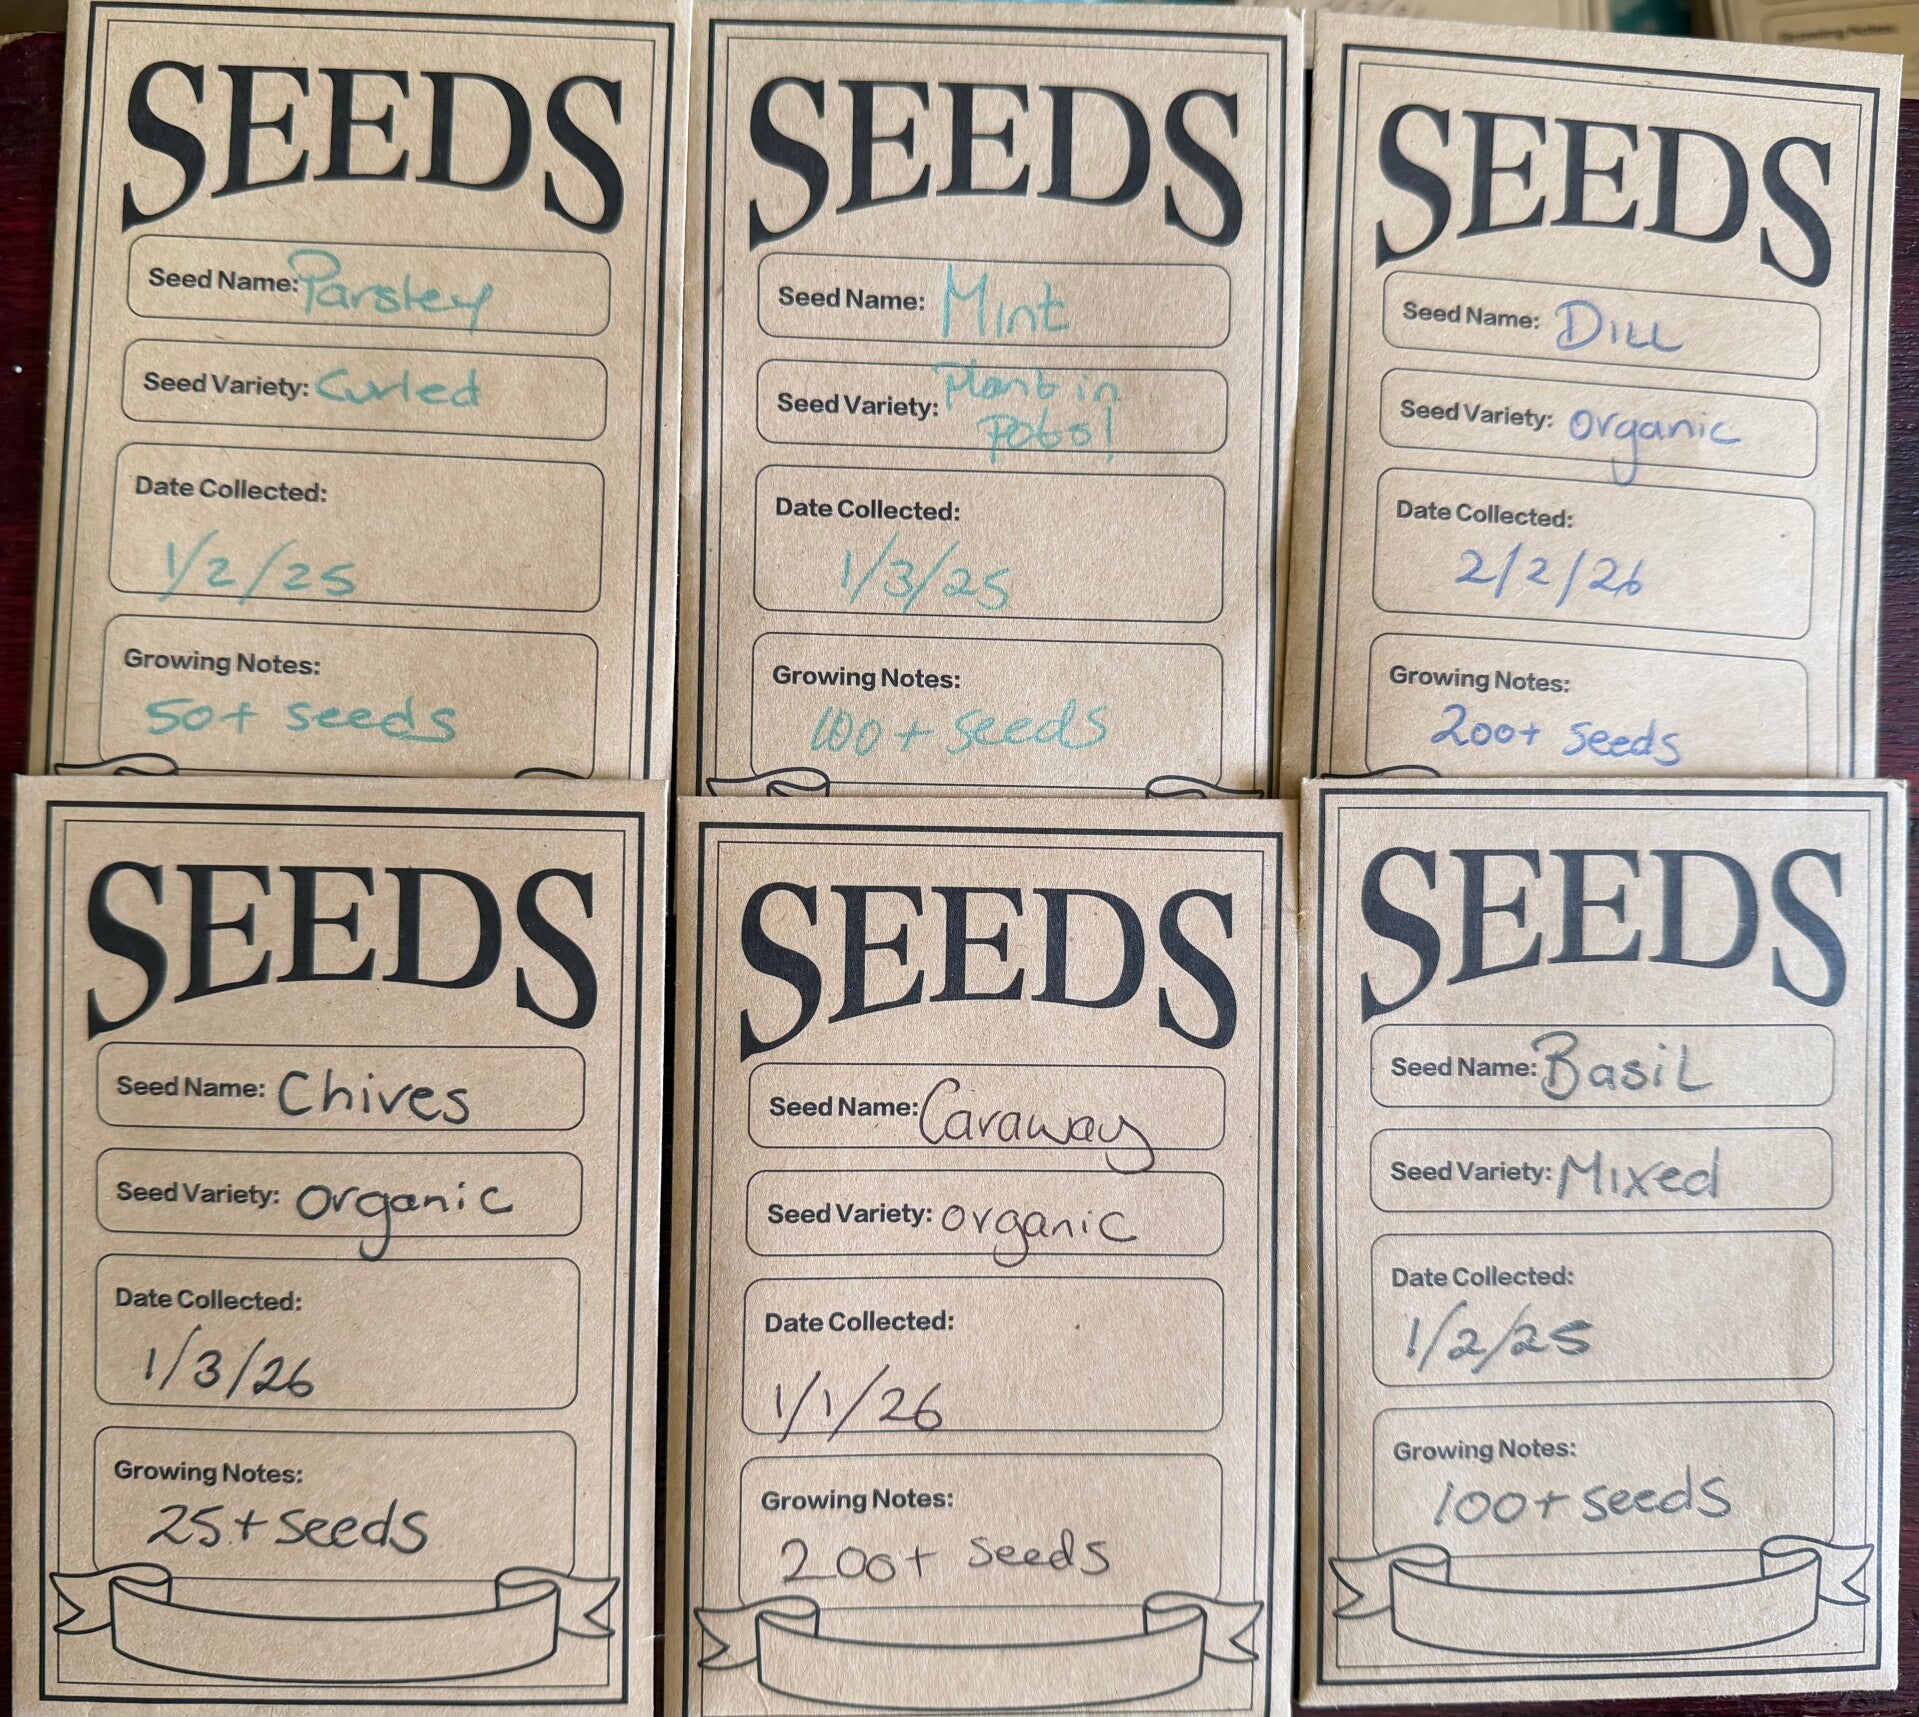 SEEDS
Seed Name: Parsley
Seed Variety: Curled
Date Collected:
1/2/25
Growing Notes:
50+ seeds
SEEDS
Seed Name: Mint
Seed Variety: Plant in
Pots!
Date Collected:
1/3/25
Growing Notes:
100+ seeds
SEEDS
Seed Name: Dill
Seed Variety: organic
Date Collected:
2/2/26
Growing Notes:
200+ seeds
SEEDS
Seed Name: Chives
Seed Variety: organic
Date Collected:
1/3/26
Growing Notes:
25+ seeds
SEEDS
Seed Name: Caraway
Seed Variety: organic
Date Collected:
1/1/26
Growing Notes:
200+ seeds
SEEDS
Seed Name: Basil
Seed Variety: Mixed
Date Collected:
1/2/25
Growing Notes:
100+ seeds